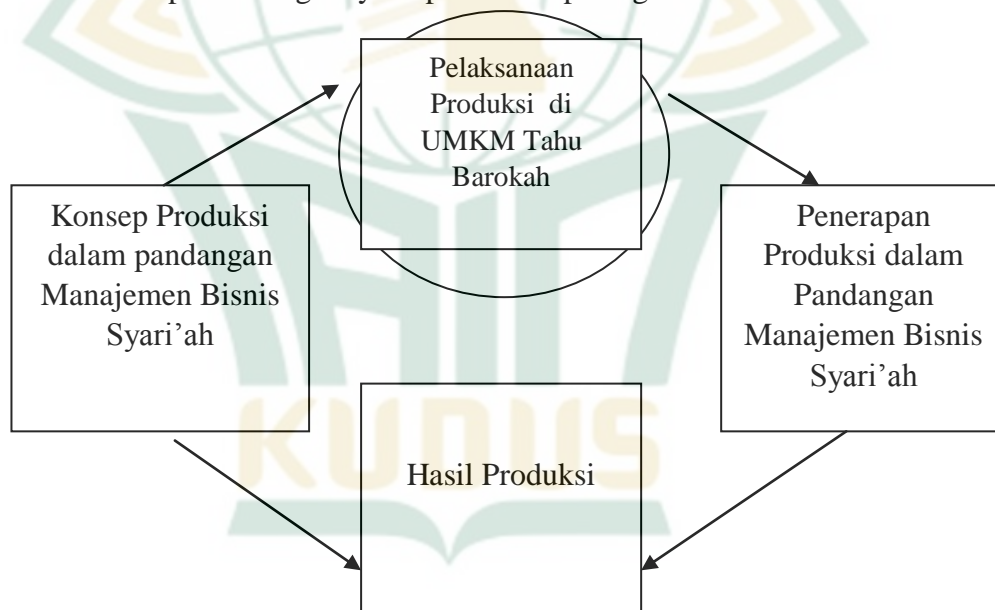 Pelaksanaan
Produksi di
UMKM Tahu
Barokah
Konsep Produksi
dalam pandangan
Manajemen Bisnis
Syari’ah
Penerapan
Produksi dalam
Pandangan
Manajemen Bisnis
Syari’ah
Hasil Produksi
KUDUS